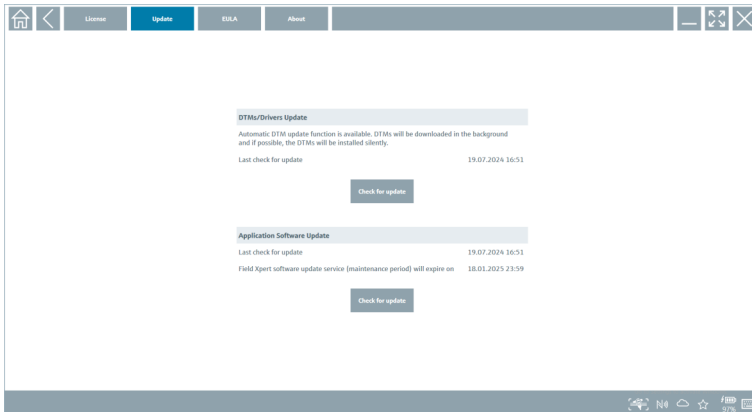 License
Update
EULA
About
DTMs/Drivers Update
Automatic DTM update function is available. DTMs will be downloaded in the background
and if possible, the DTMs will be installed silently.
Last check for update 19.07.2024 16:51
Check for update
Application Software Update
Last check for update 19.07.2024 16:51
Field Xpert software update service (maintenance period) will expire on 18.01.2025 23:59
Check for update
97%